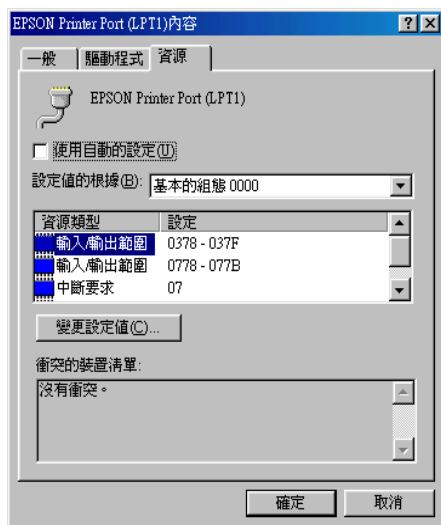 EPSON Printer Port (LPT1)內容
一般 驅動程式 資源
EPSON Printer Port (LPT1)
使用自動的設定(U)
設定值的根據(B): 基本的組態 0000
資源類型 設定
輸入/輸出範圍 0378 - 037F
輸入/輸出範圍 0778 - 077B
中斷要求 07
變更設定值(C)...
衝突的裝置清單:
沒有衝突。
確定 取消